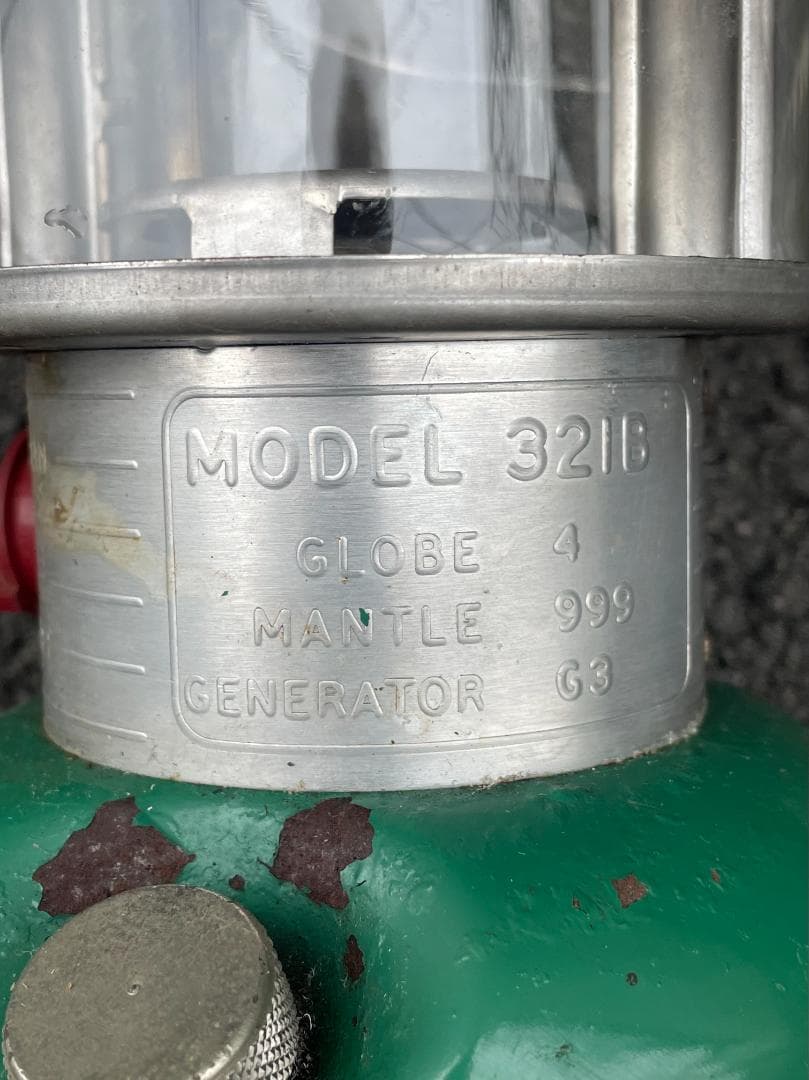 MODEL 321B
GLOBE 4
MANTLE 999
GENERATOR G3